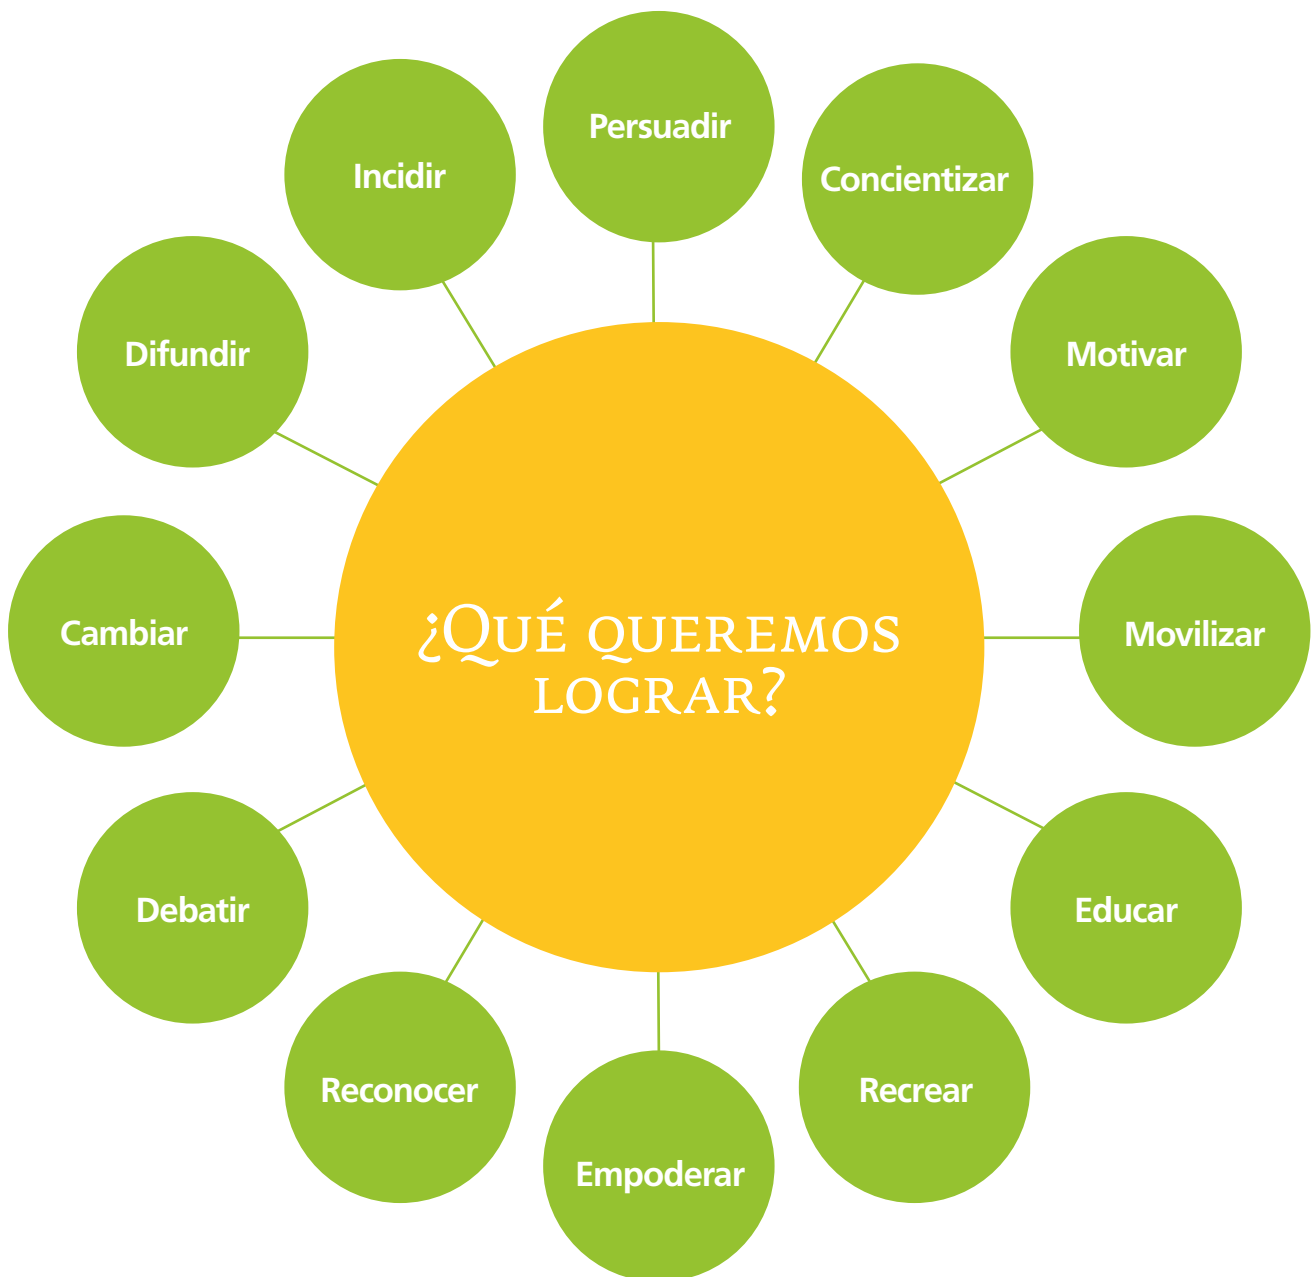 Persuadir
Concientizar
Motivar
Movilizar
Educar
Recrear
Empoderar
Reconocer
Debatir
Cambiar
Difundir
Incidir
¿Qué queremos
lograr?